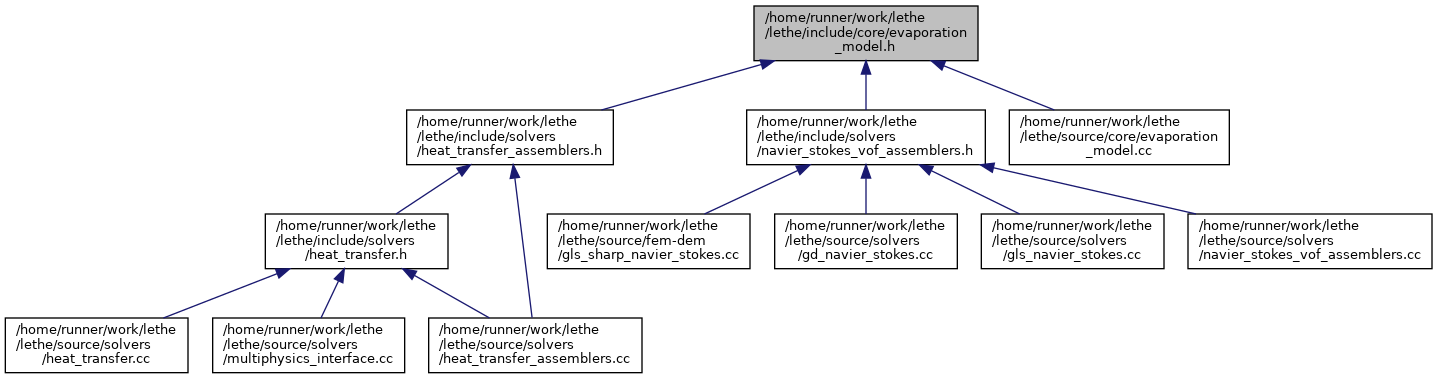 /home/runner/work/lethe
/lethe/include/core/evaporation
_model.h
/home/runner/work/lethe
/lethe/include/solvers
/heat_transfer_assemblers.h
/home/runner/work/lethe
/lethe/include/solvers
/navier_stokes_vof_assemblers.h
/home/runner/work/lethe
/lethe/source/core/evaporation
_model.cc
/home/runner/work/lethe
/lethe/include/solvers
/heat_transfer.h
/home/runner/work/lethe
/lethe/source/fem-dem
/gls_sharp_navier_stokes.cc
/home/runner/work/lethe
/lethe/source/solvers
/gd_navier_stokes.cc
/home/runner/work/lethe
/lethe/source/solvers
/gls_navier_stokes.cc
/home/runner/work/lethe
/lethe/source/solvers
/navier_stokes_vof_assemblers.cc
/home/runner/work/lethe
/lethe/source/solvers
/heat_transfer.cc
/home/runner/work/lethe
/lethe/source/solvers
/multiphysics_interface.cc
/home/runner/work/lethe
/lethe/source/solvers
/heat_transfer_assemblers.cc